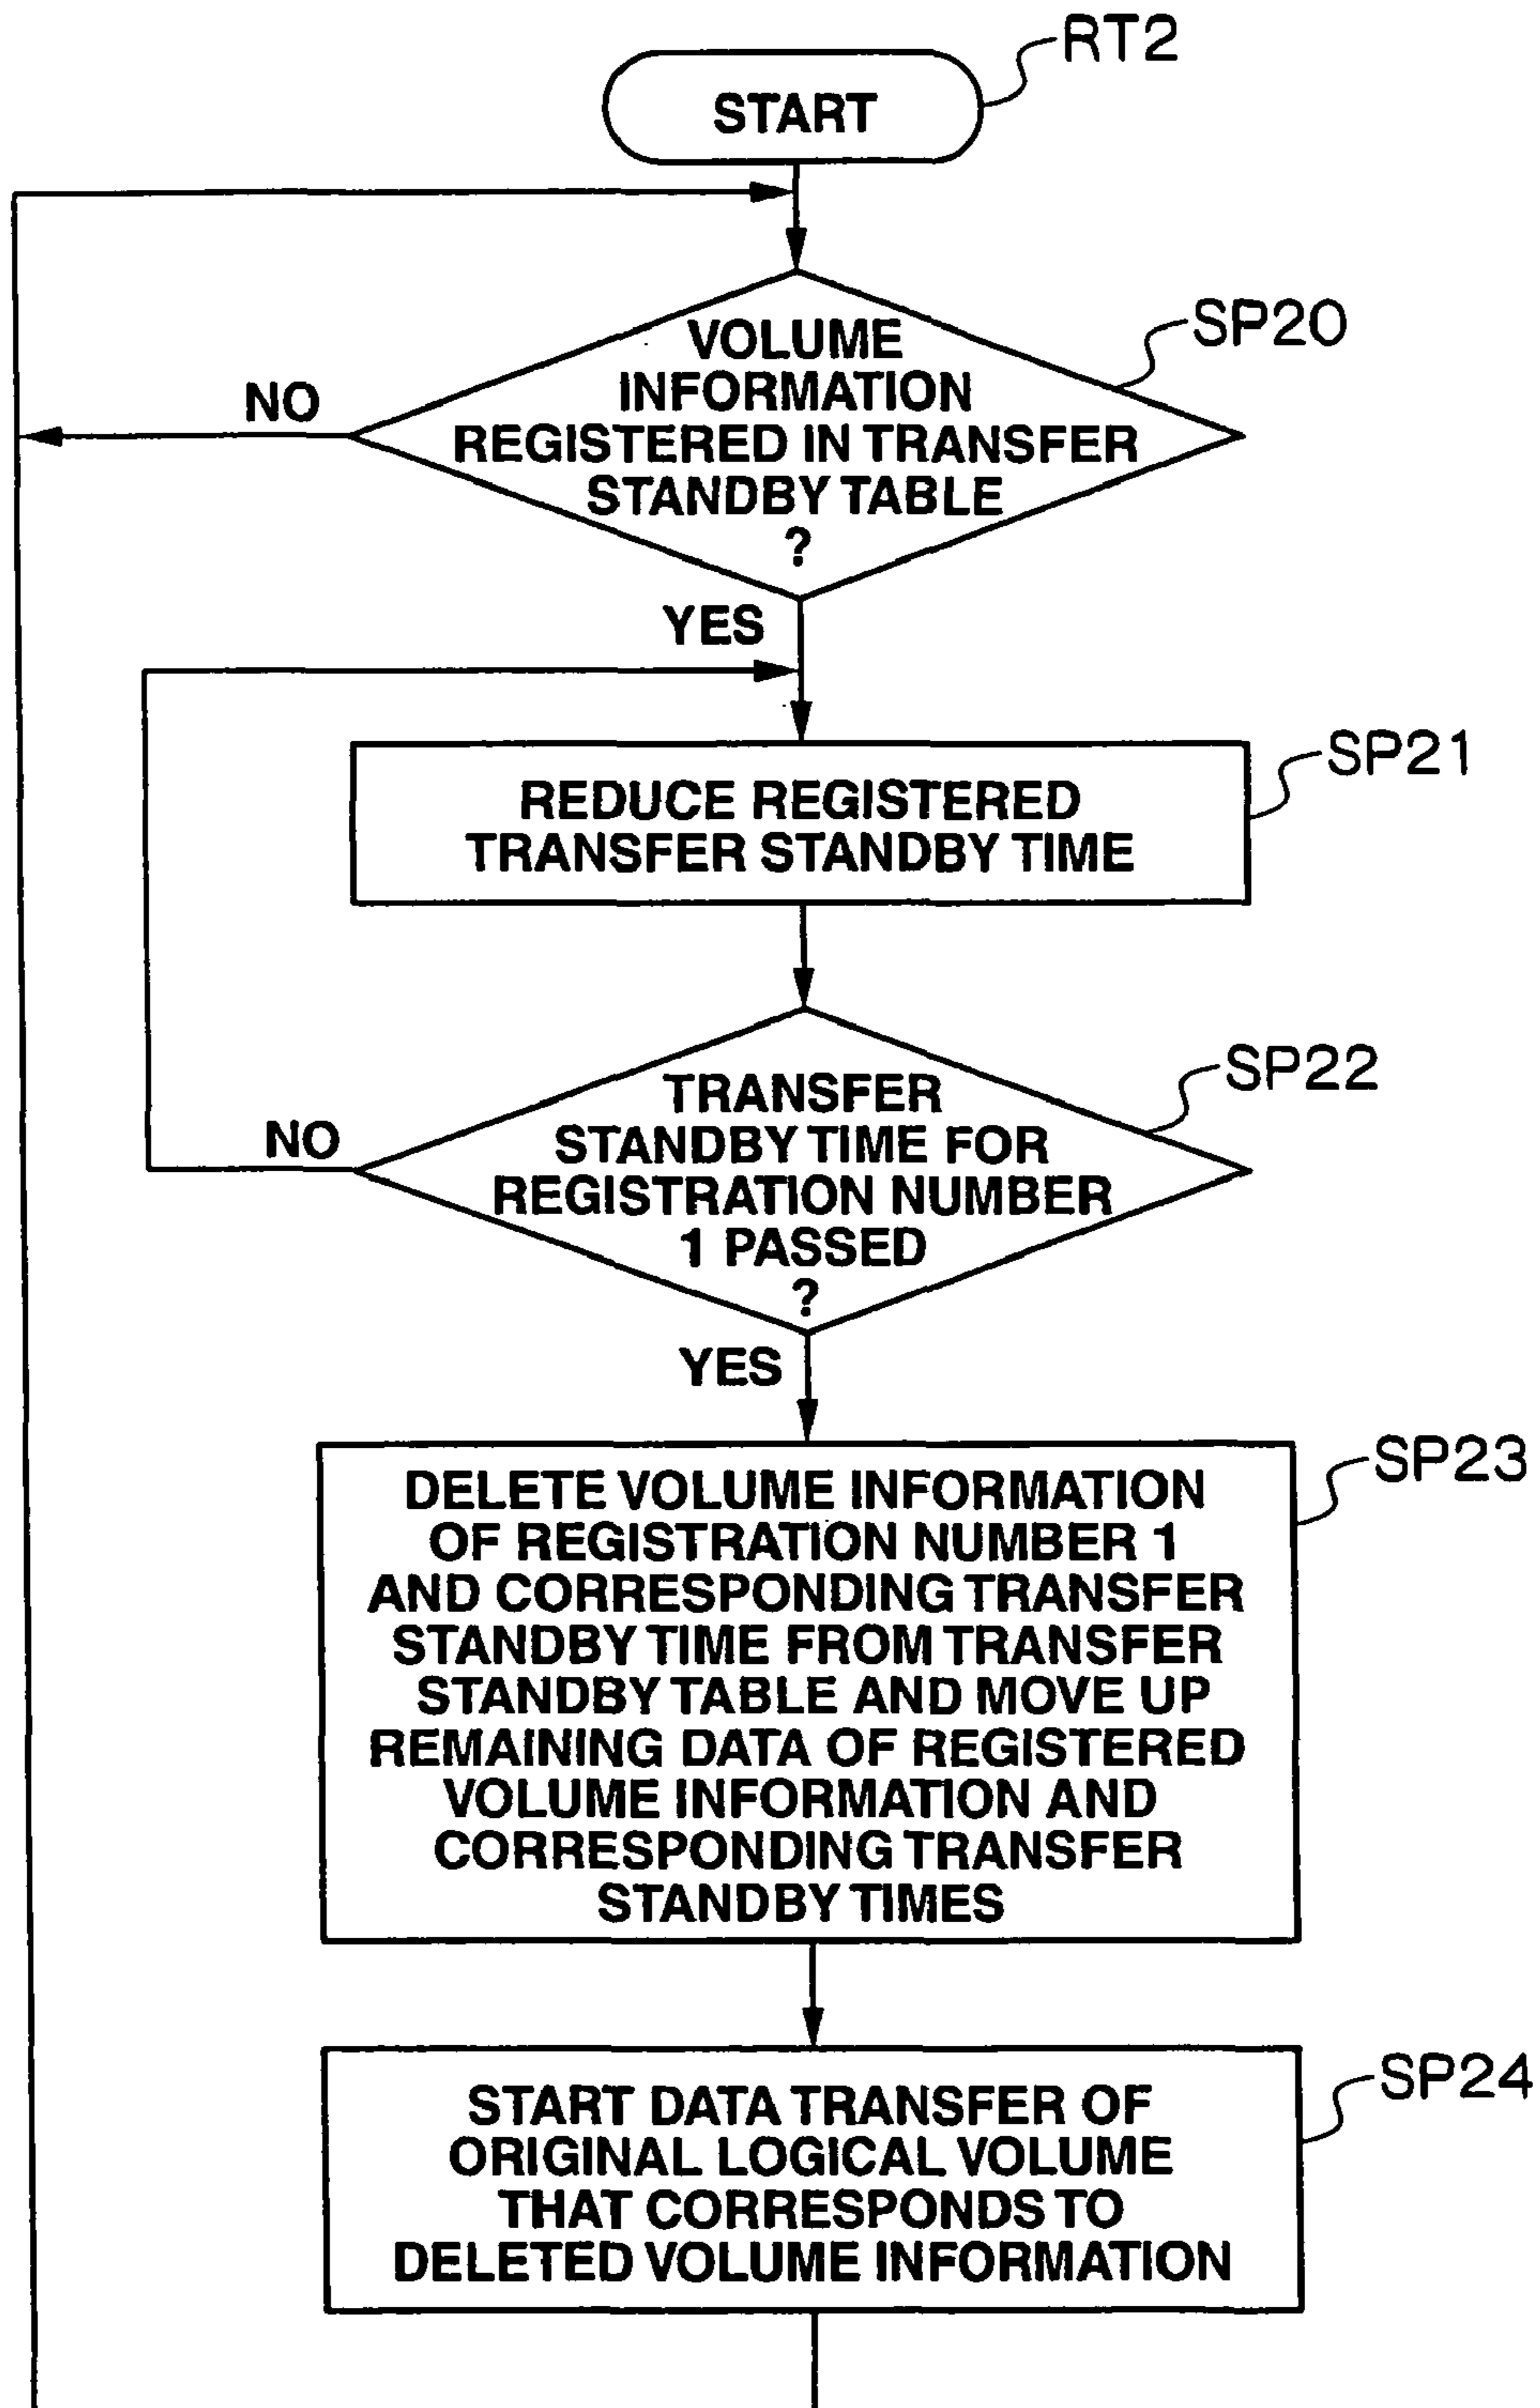 RT2
START
SP20
VOLUME
INFORMATION
REGISTERED IN TRANSFER
STANDBY TABLE
?
NO
YES
SP21
REDUCE REGISTERED
TRANSFER STANDBY TIME
SP22
TRANSFER
STANDBY TIME FOR
REGISTRATION NUMBER
1 PASSED
?
NO
YES
SP23
DELETE VOLUME INFORMATION
OF REGISTRATION NUMBER 1
AND CORRESPONDING TRANSFER
STANDBY TIME FROM TRANSFER
STANDBY TABLE AND MOVE UP
REMAINING DATA OF REGISTERED
VOLUME INFORMATION AND
CORRESPONDING TRANSFER
STANDBY TIMES
SP24
START DATA TRANSFER OF
ORIGINAL LOGICAL VOLUME
THAT CORRESPONDS TO
DELETED VOLUME INFORMATION